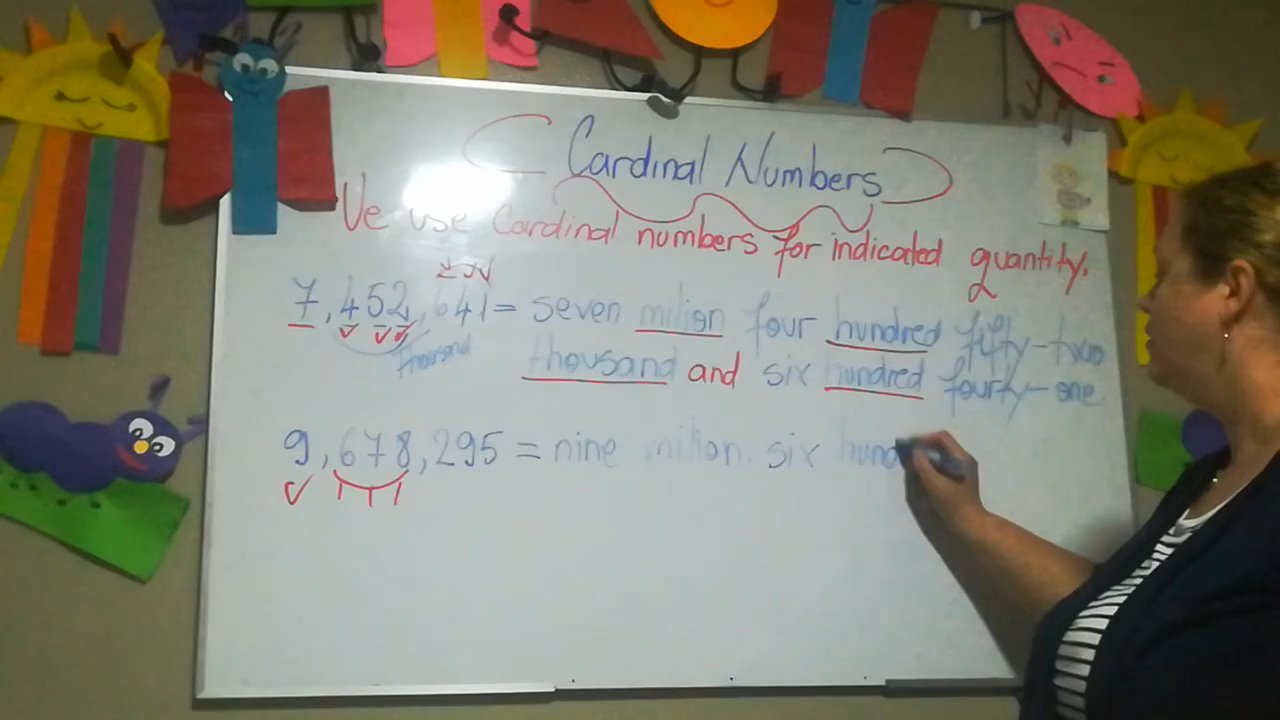 Cardinal Numbers
We use Cardinal numbers for indicated quantity.
7,452,641 = seven milion four hundred fifty-two
thousand
thousand and six hundred fourty-one
9,678,295 = nine milion. six hund